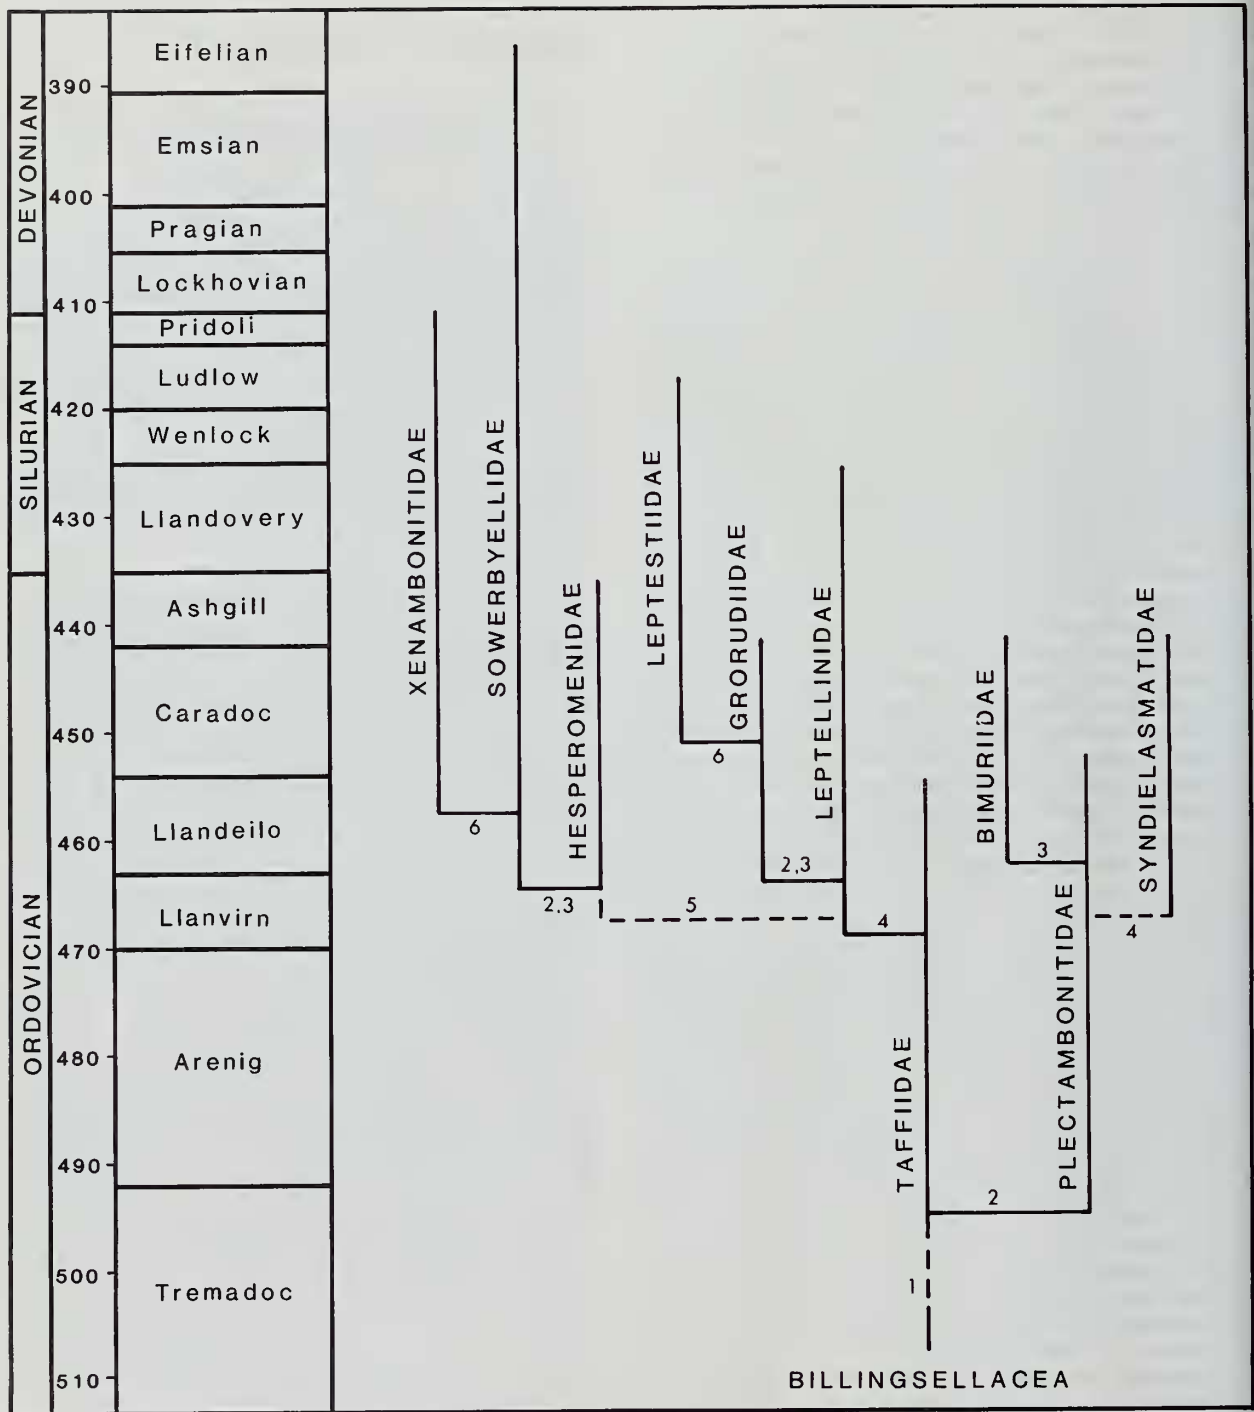 DEVONIAN
SILURIAN
ORDOVICIAN
390
400
410
420
430
440
450
460
470
480
490
500
510
Eifelian
Emsian
Pragian
Lockhovian
Pridoli
Ludlow
Wenlock
Llandovery
Ashgill
Caradoc
Llandeilo
Llanvirn
Arenig
Tremadoc
XENAMBONITIDAE
SOWERBYELLIDAE
HESPEROMENIDAE
LEPTESTIIDAE
GRORUDIIDAE
LEPTELLINIDAE
TAFFIIDAE
BIMURIIDAE
PLECTAMBONITIDAE
SYNDIELASMATIDAE
6
2,3
5
6
2,3
4
3
4
2
1
BILLINGSELLACEA